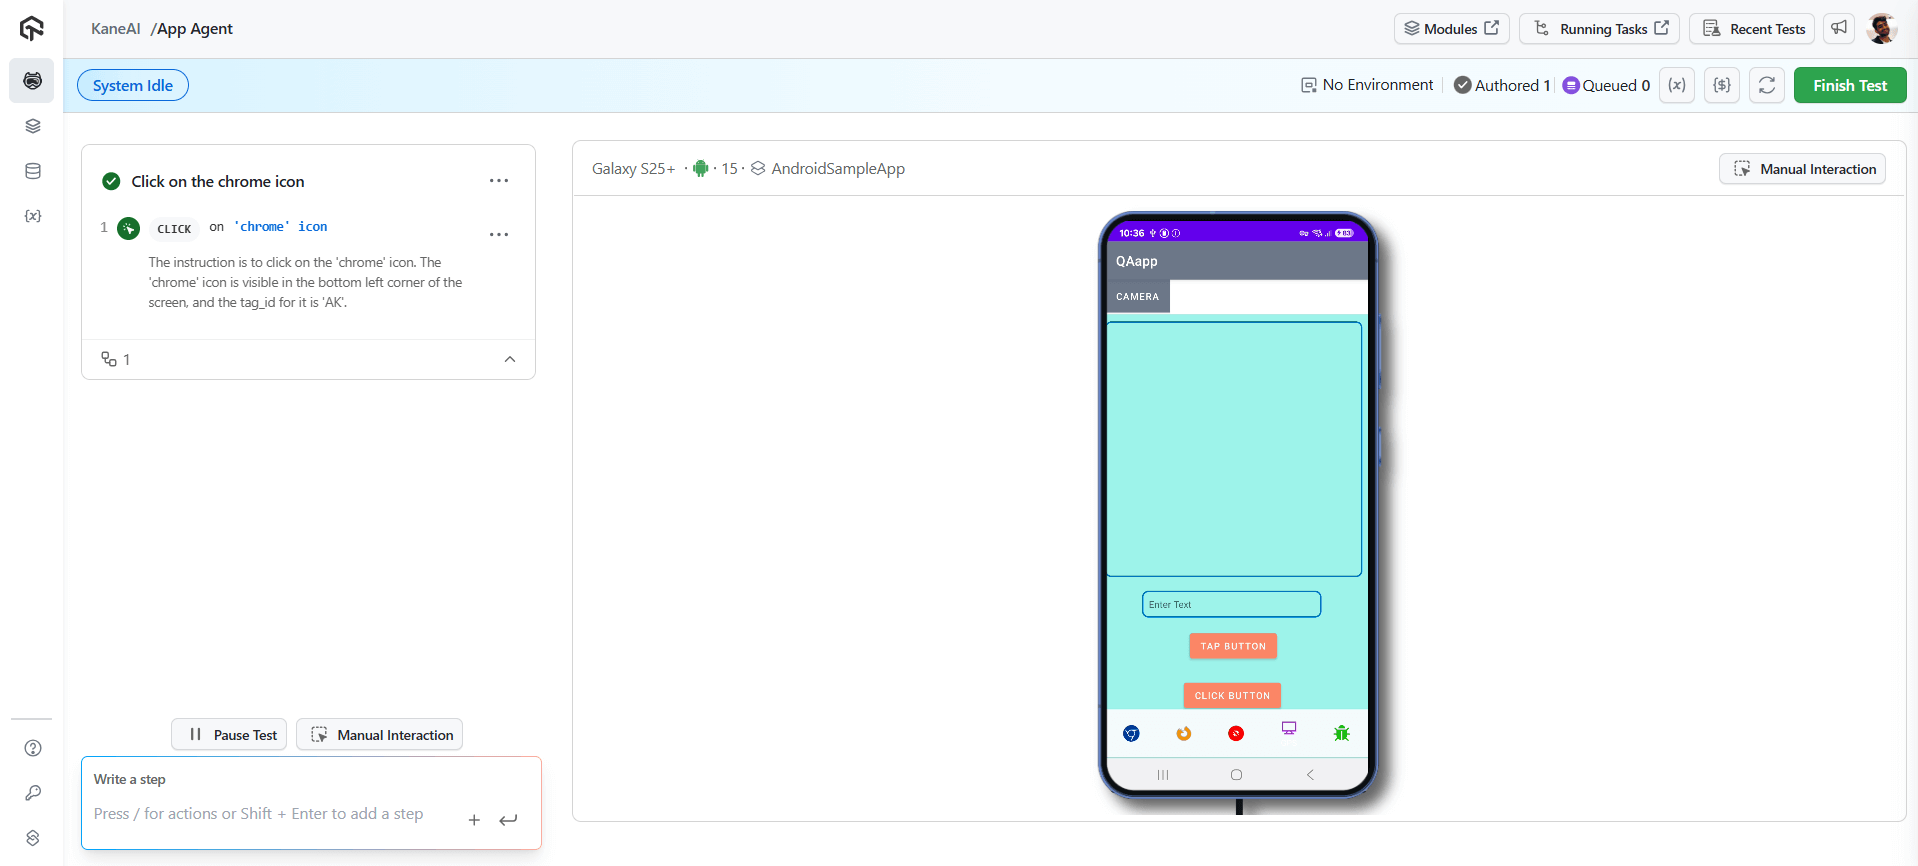 KaneAI /App Agent
Modules
Running Tasks
Recent Tests
System Idle
No Environment
Authored 1
Queued 0
(x)
{$}
Finish Test
Click on the chrome icon
1 CLICK on 'chrome' icon
The instruction is to click on the 'chrome' icon. The
'chrome' icon is visible in the bottom left corner of the
screen, and the tag_id for it is 'AK'.
1
Pause Test
Manual Interaction
Write a step
Press / for actions or Shift + Enter to add a step
Galaxy S25+ · · 15 · AndroidSampleApp
Manual Interaction
10:36
83
QAapp
CAMERA
Enter Text
TAP BUTTON
CLICK BUTTON